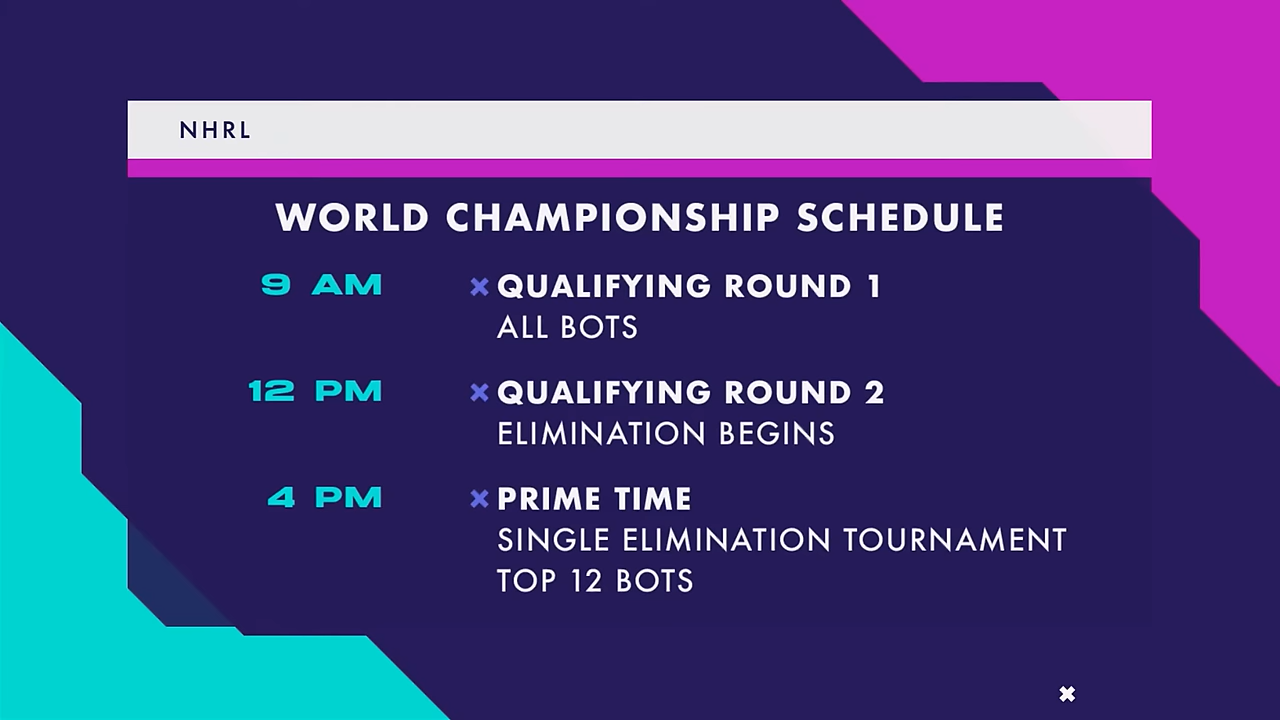 NHRL
WORLD CHAMPIONSHIP SCHEDULE
9 AM
QUALIFYING ROUND 1
ALL BOTS
12 PM
QUALIFYING ROUND 2
ELIMINATION BEGINS
4 PM
PRIME TIME
SINGLE ELIMINATION TOURNAMENT
TOP 12 BOTS